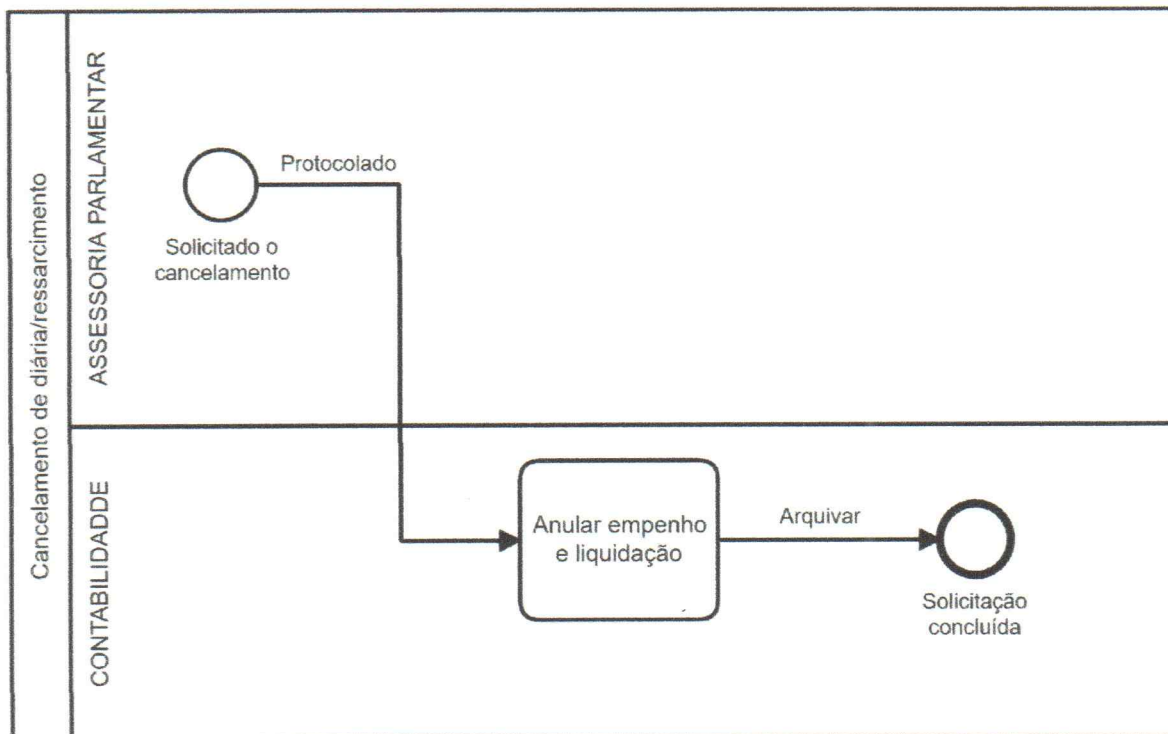 Cancelamento de diária/ressarcimento
ASSESSORIA PARLAMENTAR
Protocolado
Solicitado o
cancelamento
CONTABILIDADDE
Anular empenho
e liquidação
Arquivar
Solicitação
concluída